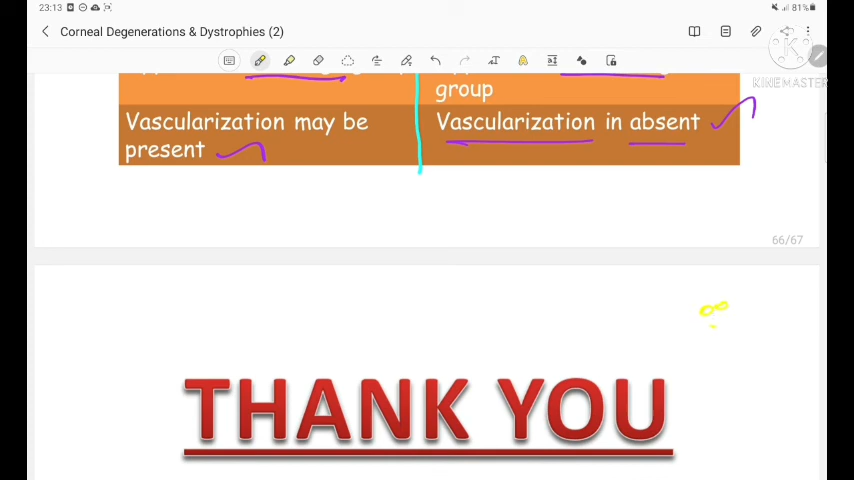 23:13
81%
Corneal Degenerations & Dystrophies (2)
KINEMASTER
group
Vascularization may be present
Vascularization in absent
66/67
THANK YOU